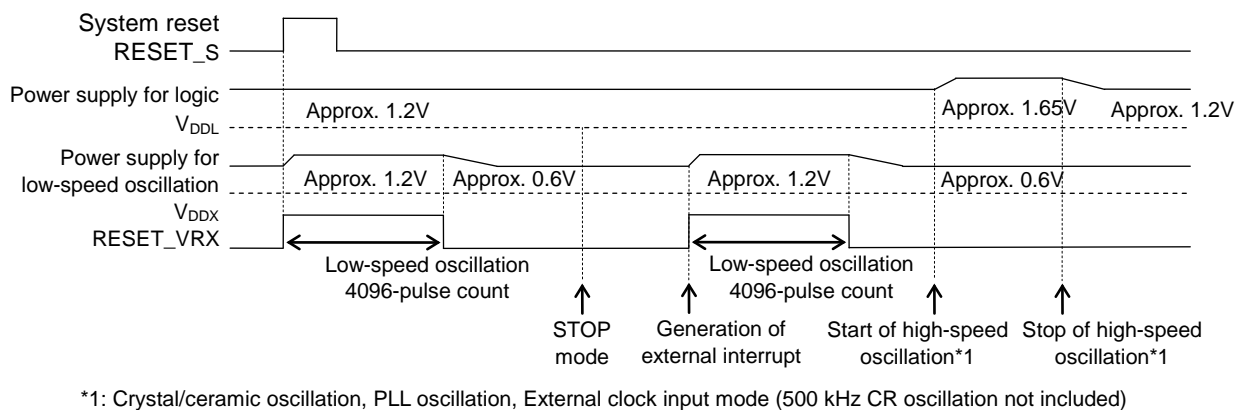 System reset
RESET_S
Power supply for logic
Approx. 1.2V
Approx. 1.65V
Approx. 1.2V
VDDL
Power supply for
low-speed oscillation
Approx. 1.2V
Approx. 0.6V
Approx. 1.2V
Approx. 0.6V
VDDX
RESET_VRX
Low-speed oscillation
4096-pulse count
Low-speed oscillation
4096-pulse count
STOP
mode
Generation of
external interrupt
Start of high-speed
oscillation*1
Stop of high-speed
oscillation*1
*1: Crystal/ceramic oscillation, PLL oscillation, External clock input mode (500 kHz CR oscillation not included)